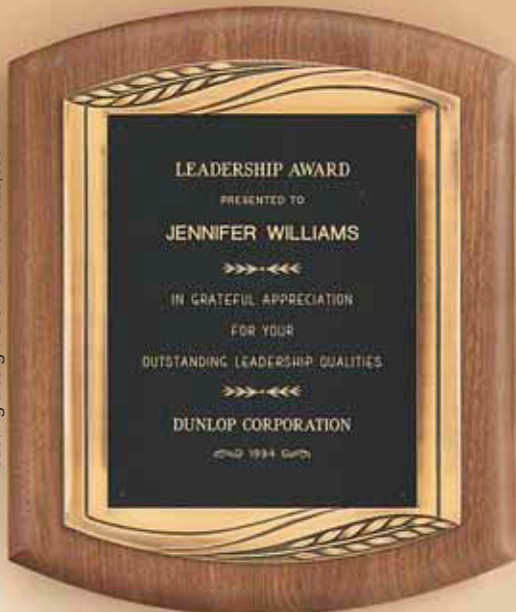 LEADERSHIP AWARD
PRESENTED TO
JENNIFER WILLIAMS
IN GRATEFUL APPRECIATION
FOR YOUR
OUTSTANDING LEADERSHIP QUALITIES
DUNLOP CORPORATION
1994